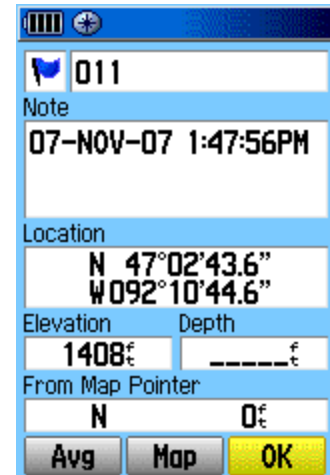 011
Note
07-NOV-07 1:47:56PM
Location
N 47°02'43.6"
W092°10'44.6"
Elevation Depth
1408ft _____ft
From Map Pointer
N 0ft
Avg Map OK